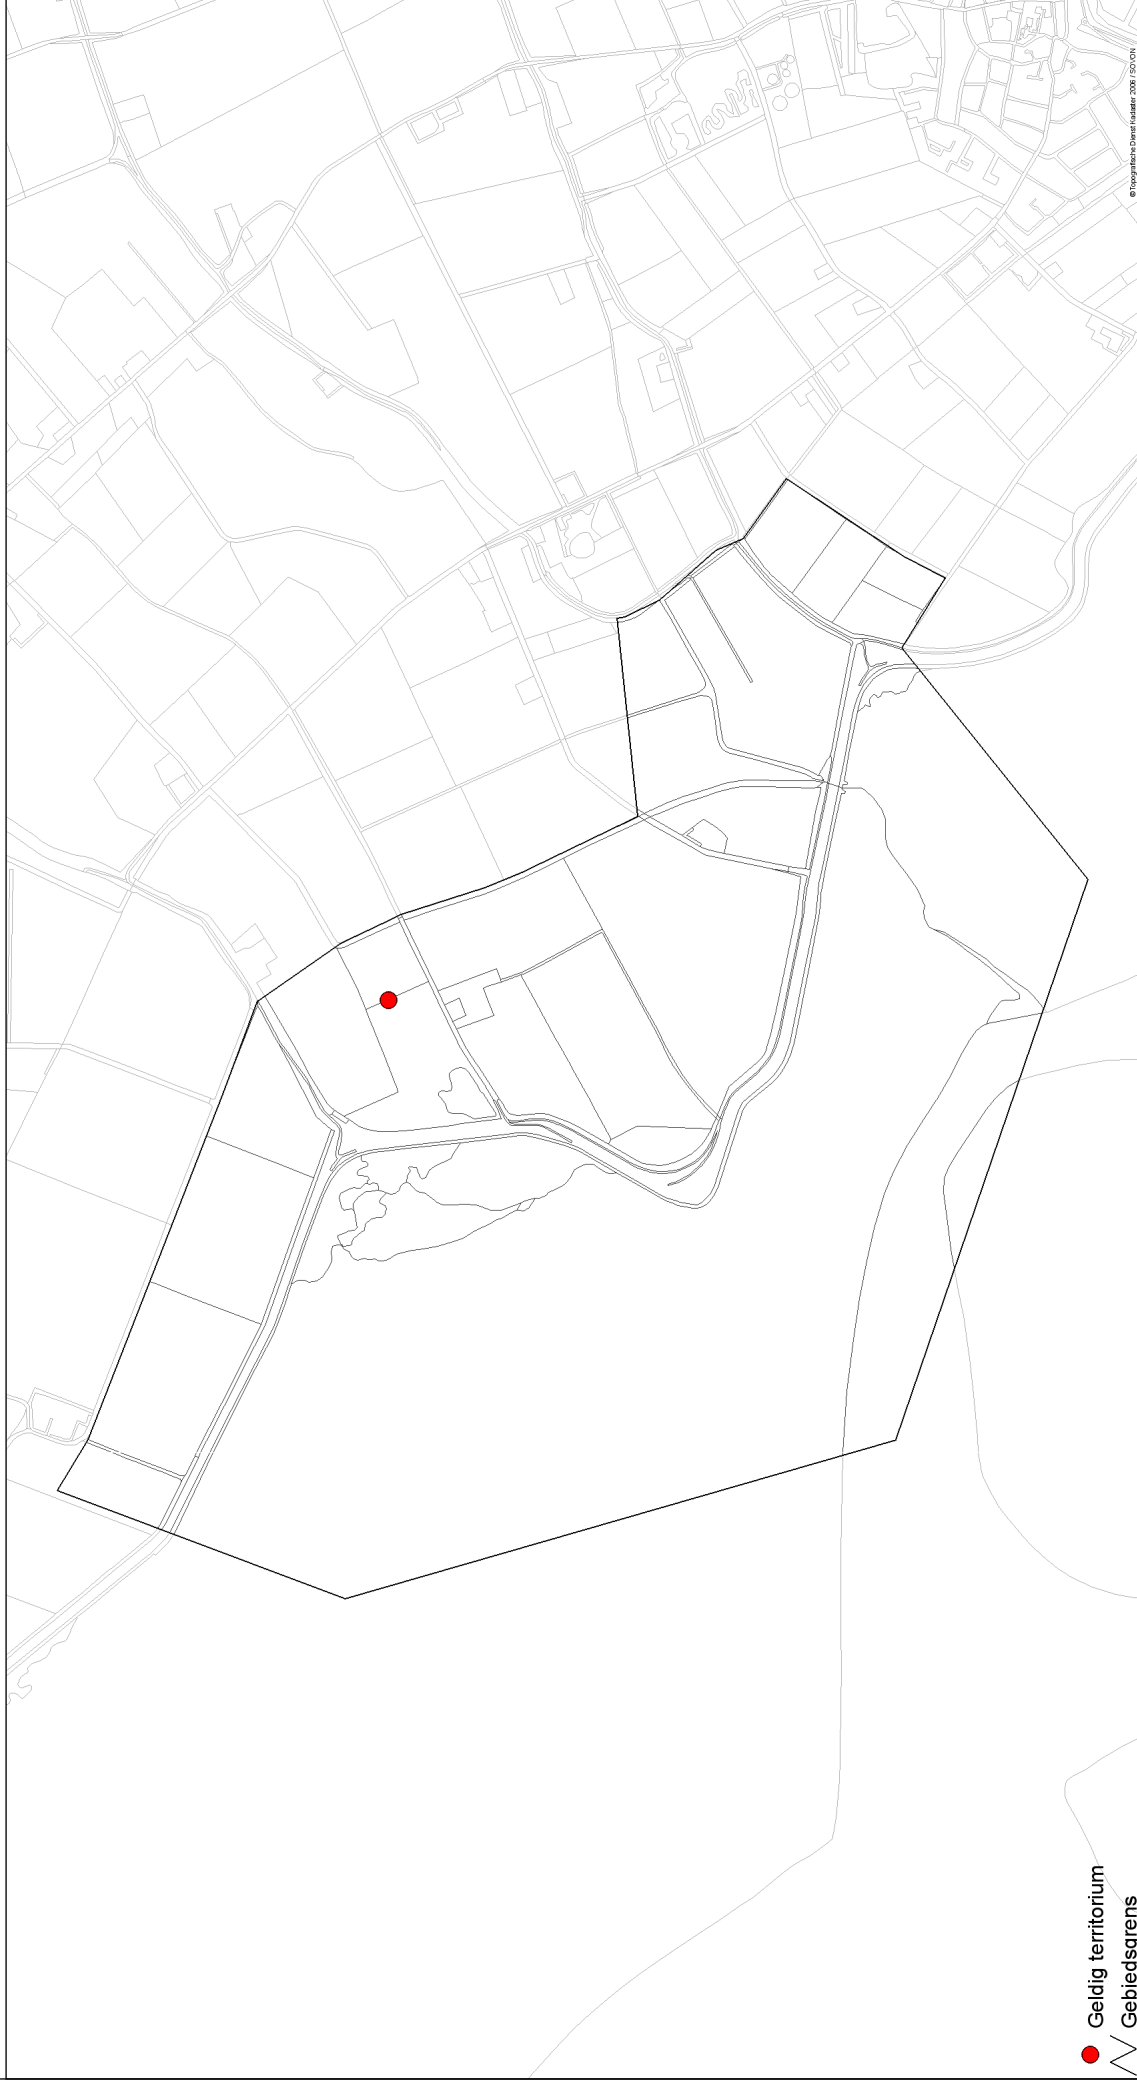 Geldig territorium
Gebiedsgrens
© Topografische Dienst Kadaster 2006 / SOVON